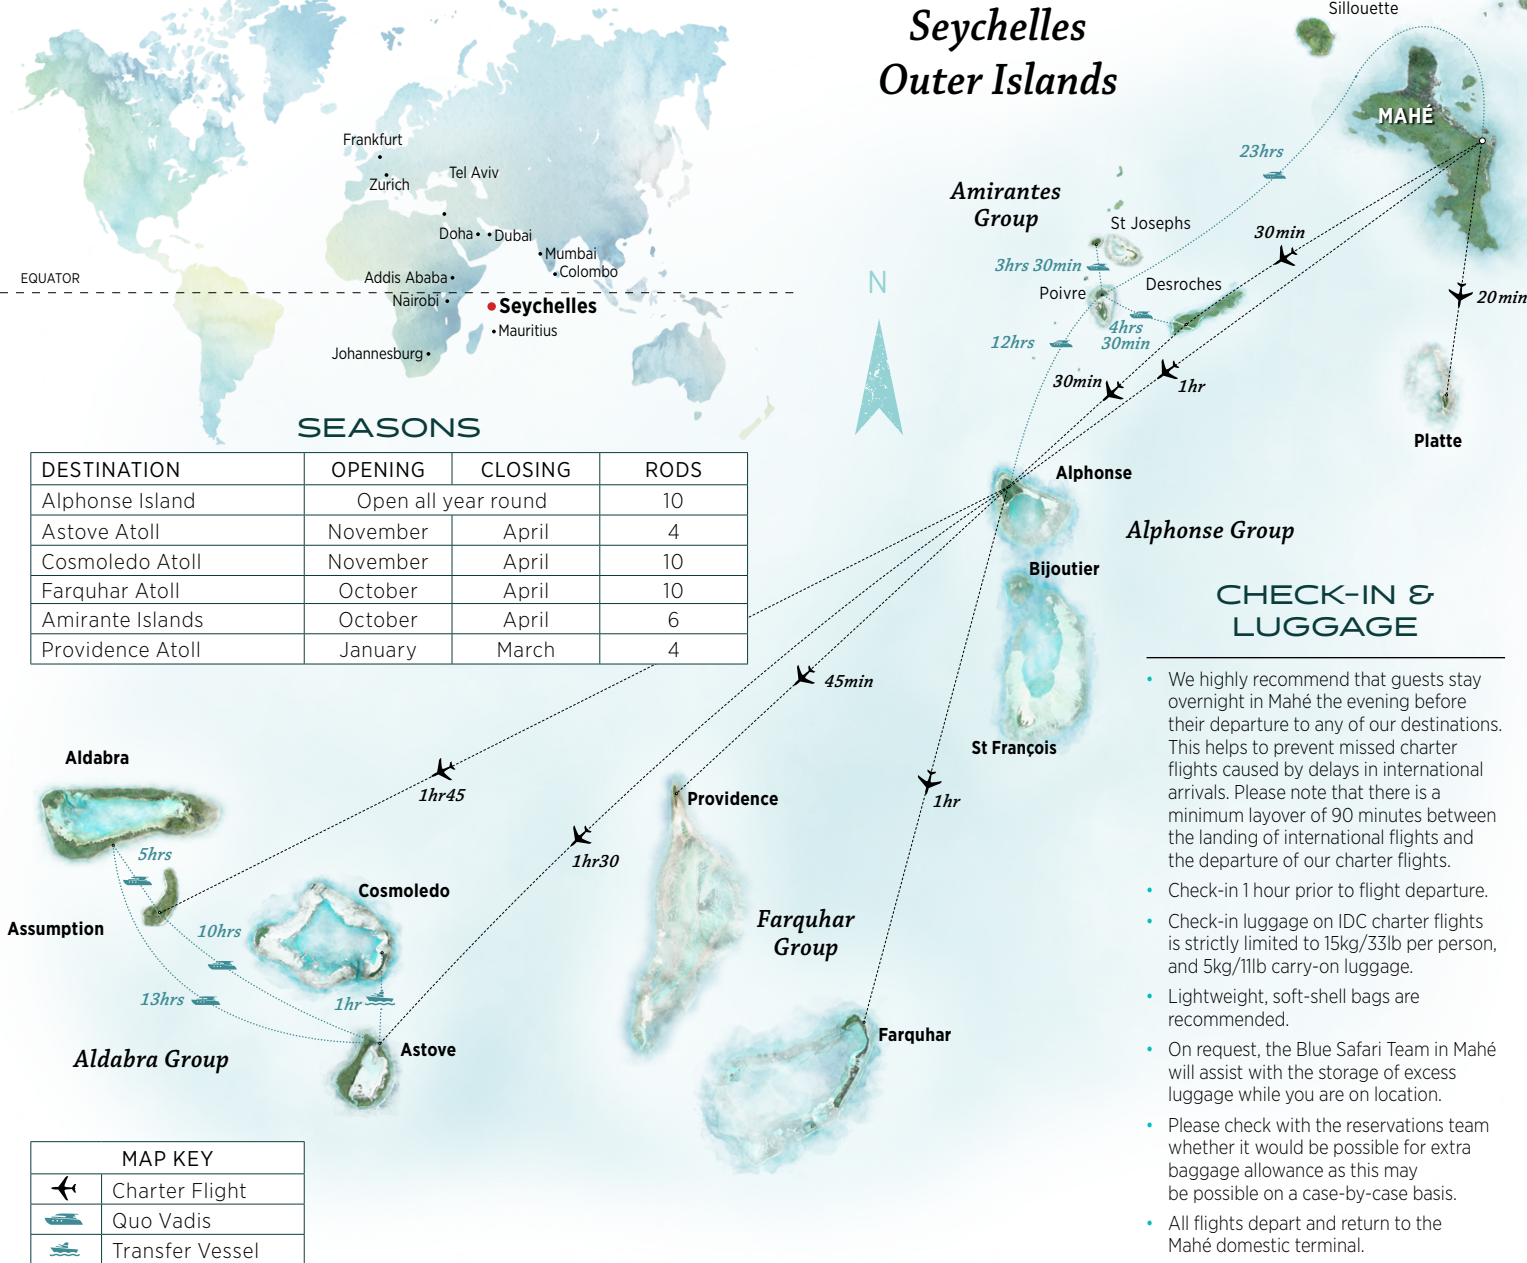 Seychelles
Outer Islands
Sillouette
MAHÉ
Frankfurt
Zurich
Tel Aviv
Doha
Dubai
Mumbai
Colombo
Addis Ababa
Nairobi
EQUATOR
Seychelles
Mauritius
Johannesburg
23hrs
Amirantes
Group
St Josephs
30min
3hrs 30min
Desroches
Poivre
20min
4hrs
30min
12hrs
N
30min
1hr
Platte
SEASONS
DESTINATION OPENING CLOSING RODS
Alphonse Island Open all year round 10
Astove Atoll November April 4
Cosmoledo Atoll November April 10
Farquhar Atoll October April 10
Amirante Islands October April 6
Providence Atoll January March 4
Alphonse
Alphonse Group
Bijoutier
St François
45min
1hr45
1hr30
1hr
Aldabra
5hrs
Assumption
Cosmoledo
10hrs
13hrs
1hr
Astove
Aldabra Group
Providence
Farquhar
Group
Farquhar
CHECK-IN &
LUGGAGE
• We highly recommend that guests stay
overnight in Mahé the evening before
their departure to any of our destinations.
This helps to prevent missed charter
flights caused by delays in international
arrivals. Please note that there is a
minimum layover of 90 minutes between
the landing of international flights and
the departure of our charter flights.
• Check-in 1 hour prior to flight departure.
• Check-in luggage on IDC charter flights
is strictly limited to 15kg/33lb per person,
and 5kg/11lb carry-on luggage.
• Lightweight, soft-shell bags are
recommended.
• On request, the Blue Safari Team in Mahé
will assist with the storage of excess
luggage while you are on location.
• Please check with the reservations team
whether it would be possible for extra
baggage allowance as this may
be possible on a case-by-case basis.
• All flights depart and return to the
Mahé domestic terminal.
MAP KEY
Charter Flight
Quo Vadis
Transfer Vessel